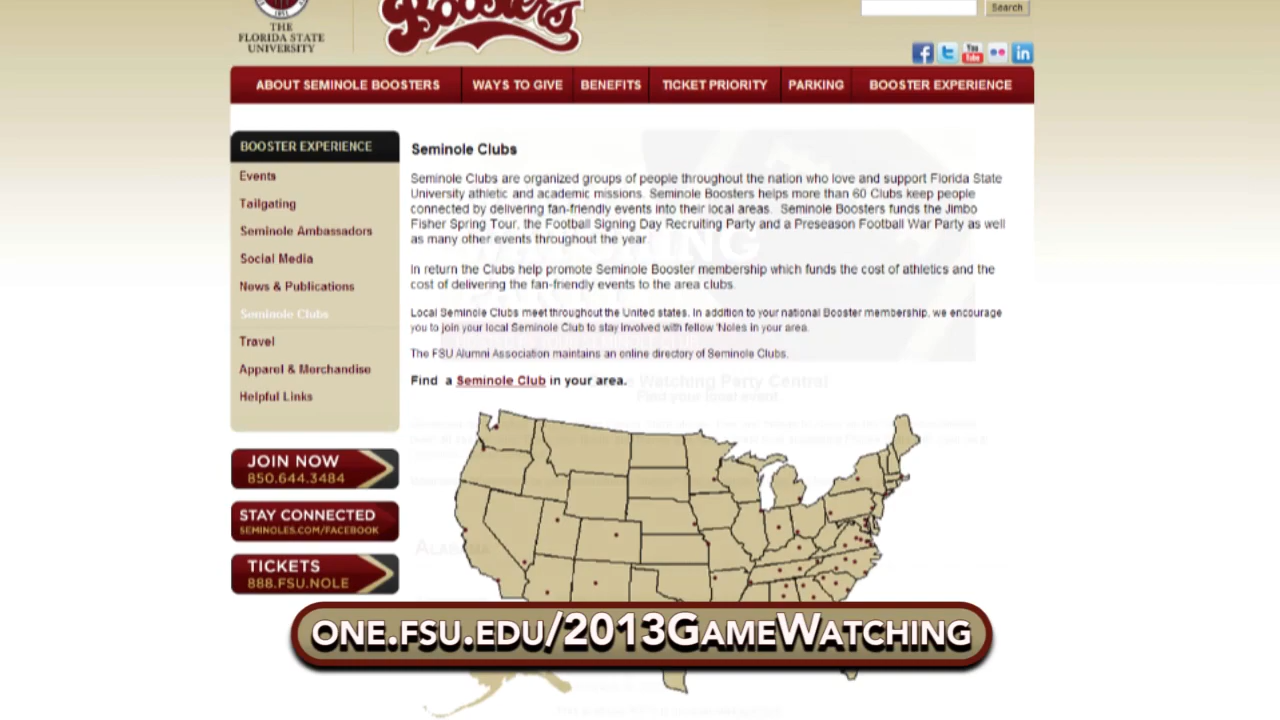 THE
FLORIDA STATE
UNIVERSITY
Boosters
Search
ABOUT SEMINOLE BOOSTERS WAYS TO GIVE BENEFITS TICKET PRIORITY PARKING BOOSTER EXPERIENCE
BOOSTER EXPERIENCE
Events
Tailgating
Seminole Ambassadors
Social Media
News & Publications
Seminole Clubs
Travel
Apparel & Merchandise
Helpful Links
JOIN NOW
850.644.3484
STAY CONNECTED
SEMINOLES.COM/FACEBOOK
TICKETS
888.FSU.NOLE
Seminole Clubs
Seminole Clubs are organized groups of people throughout the nation who love and support Florida State
University athletic and academic missions. Seminole Boosters helps more than 60 Clubs keep people
connected by delivering fan-friendly events into their local areas. Seminole Boosters funds the Jimbo
Fisher Spring Tour, the Football Signing Day Recruiting Party and a Preseason Football War Party as well
as many other events throughout the year.
In return the Clubs help promote Seminole Booster membership which funds the cost of athletics and the
cost of delivering the fan-friendly events to the area clubs.
Local Seminole Clubs meet throughout the United states. In addition to your national Booster membership, we encourage
you to join your local Seminole Club to stay involved with fellow 'Noles in your area.
The FSU Alumni Association maintains an online directory of Seminole Clubs.
Find a Seminole Club in your area.
Watching Party Central
Find your local event
ALABAMA
ONE.FSU.EDU/2013GAMEWATCHING